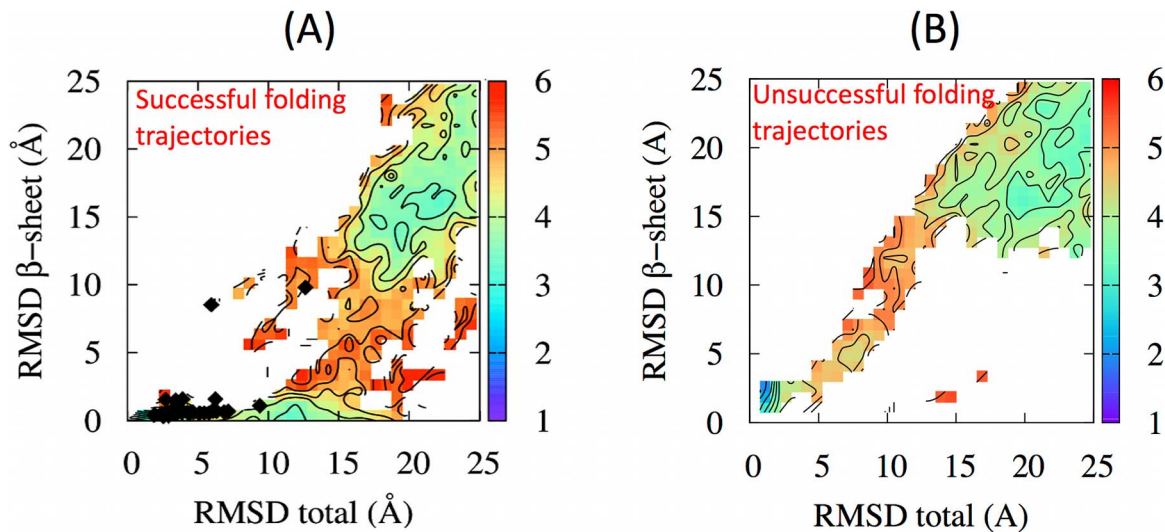 (A)
Successful folding
trajectories
RMSD β−sheet (Å)
25
20
15
10
5
0
0 5 10 15 20 25
RMSD total (Å)
6
5
4
3
2
1
(B)
Unsuccessful folding
trajectories
RMSD β−sheet (A)
25
20
15
10
5
0
0 5 10 15 20 25
RMSD total (A)
6
5
4
3
2
1